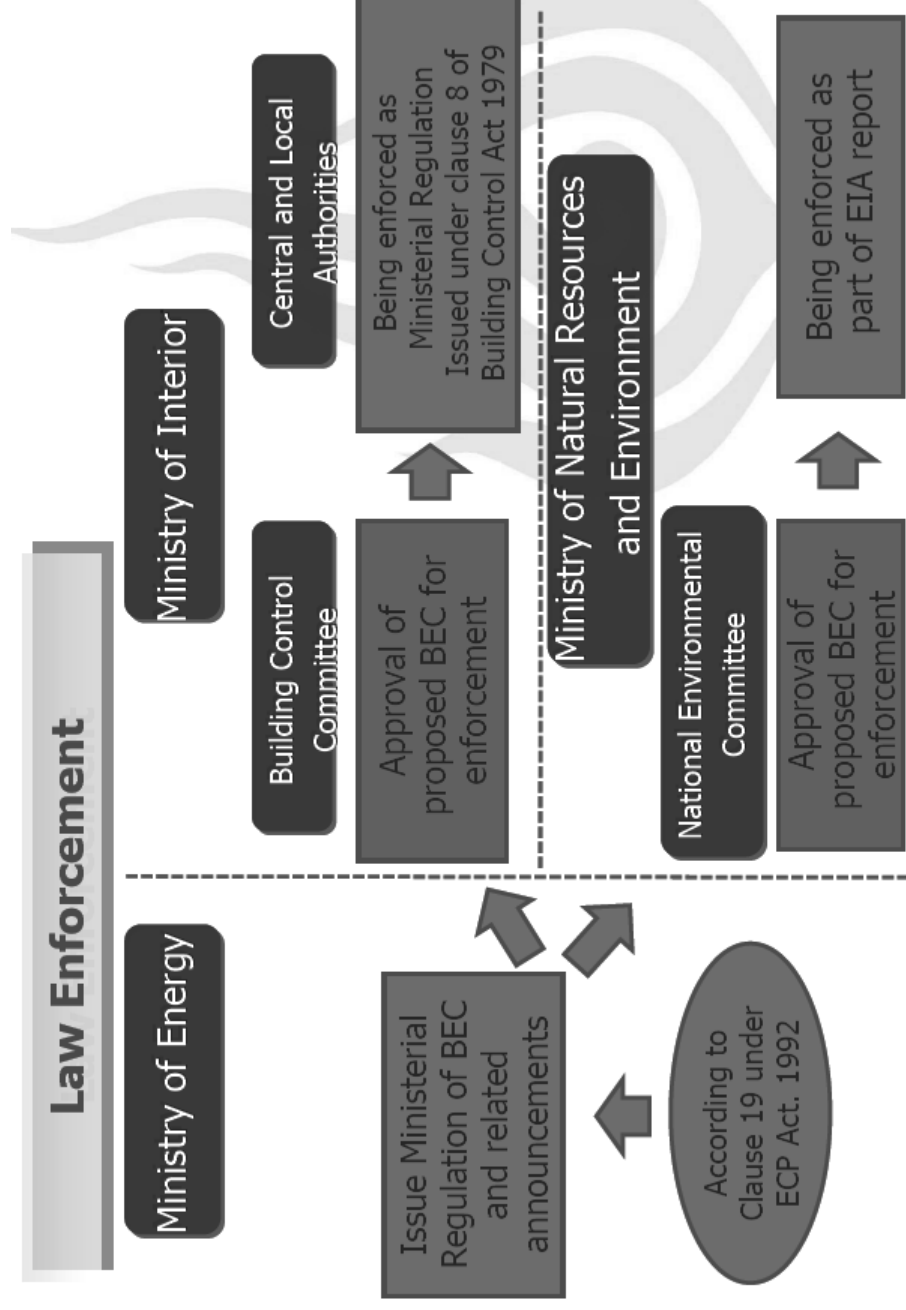 Law Enforcement
Ministry of Energy
Issue Ministerial
Regulation of BEC
and related
announcements
According to
Clause 19 under
ECP Act. 1992
Ministry of Interior
Building Control
Committee
Approval of
proposed BEC for
enforcement
Central and Local
Authorities
Being enforced as
Ministerial Regulation
Issued under clause 8 of
Building Control Act 1979
Ministry of Natural Resources
and Environment
National Environmental
Committee
Approval of
proposed BEC for
enforcement
Being enforced as
part of EIA report